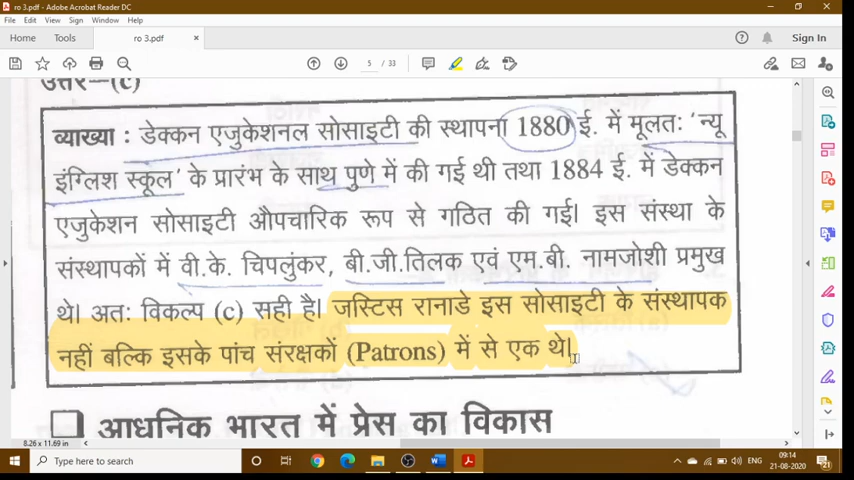 ro 3.pdf - Adobe Acrobat Reader DC
File Edit View Sign Window Help
Home Tools ro 3.pdf × Sign In
5 / 33
उत्तर—(c)
व्याख्या : डेक्कन एजुकेशनल सोसाइटी की स्थापना 1880 ई. में मूलतः 'न्यू
इंग्लिश स्कूल' के प्रारंभ के साथ पुणे में की गई थी तथा 1884 ई. में डेक्कन
एजुकेशन सोसाइटी औपचारिक रूप से गठित की गई। इस संस्था के
संस्थापकों में वी.के. चिपलुंकर, बी.जी.तिलक एवं एम.बी. नामजोशी प्रमुख
थे। अतः विकल्प (c) सही है। जस्टिस रानाडे इस सोसाइटी के संस्थापक
नहीं बल्कि इसके पांच संरक्षकों (Patrons) में से एक थे।
आधुनिक भारत में प्रेस का विकास
8.26 x 11.69 in
Type here to search
09:14
21-08-2020